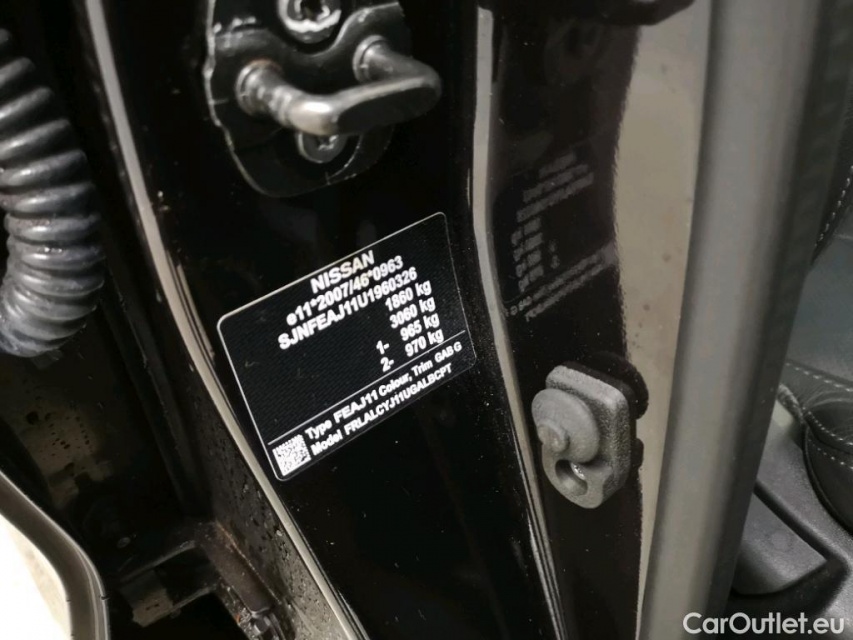 NISSAN
e11*2007/46*0963
SJNFEAJ11U1960326
1860 kg
3060 kg
1- 965 kg
2- 970 kg
Type FEAJ11 Colour, Trim GAB G
Model FRLALCYJ11UGALBCPT
CarOutlet.eu